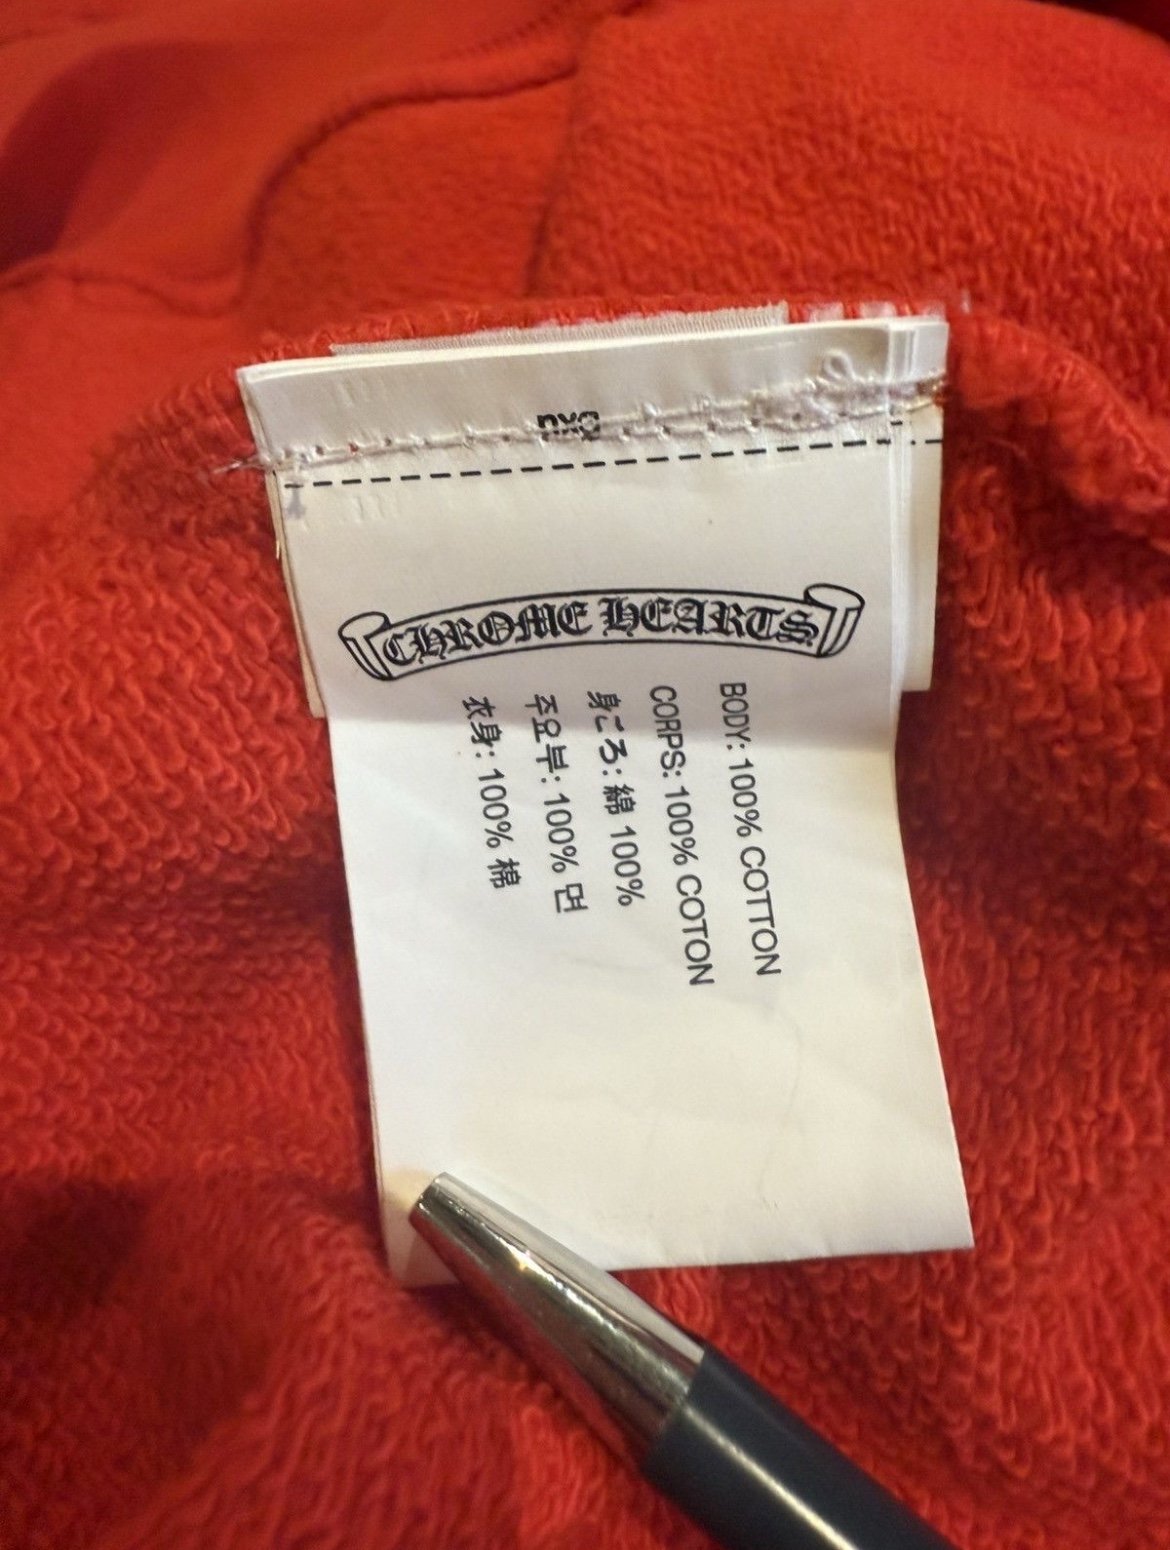 CHROME HEARTS
BODY: 100% COTTON
CORPS: 100% COTON
身ごろ: 綿 100%
주요부: 100% 면
衣身: 100% 棉